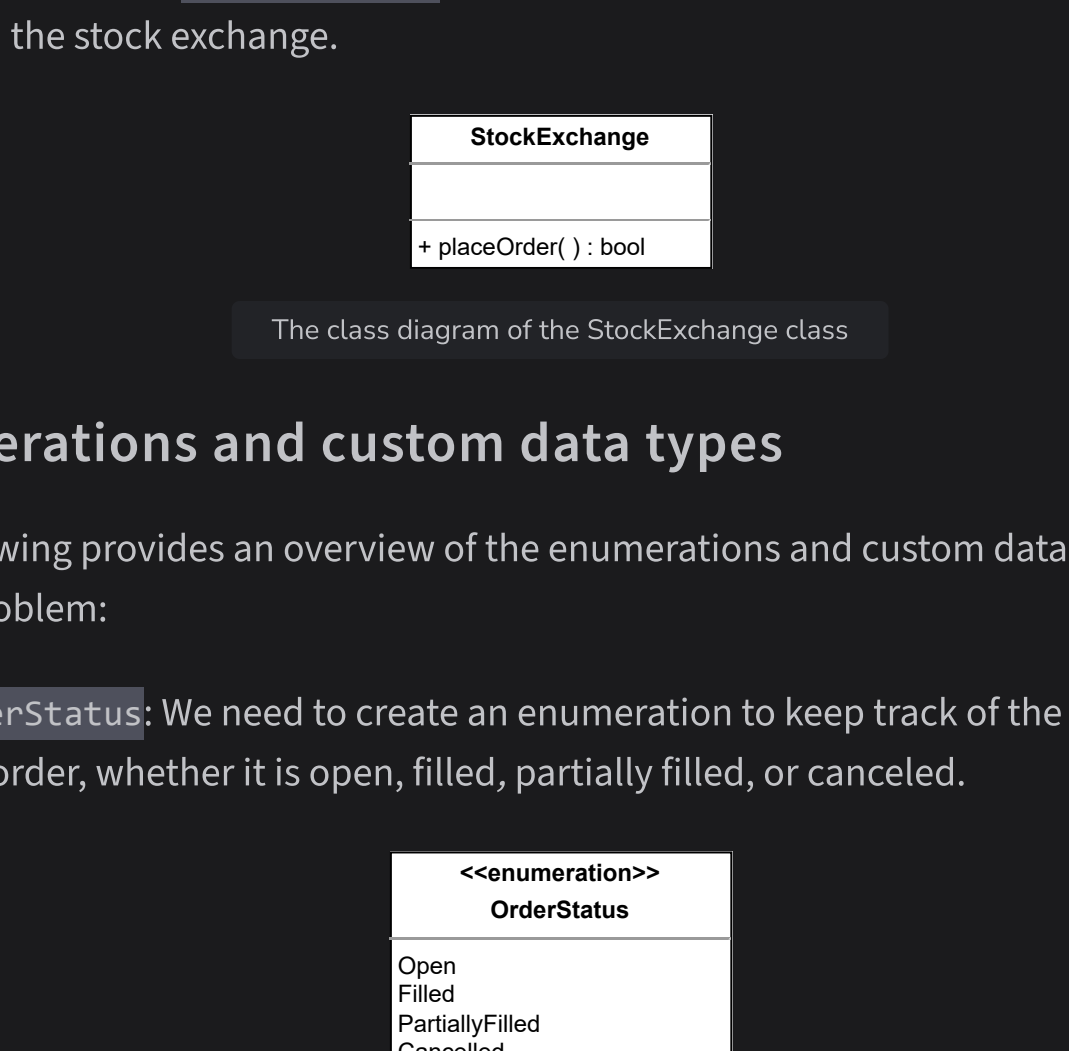 the stock exchange.
StockExchange
+ placeOrder( ) : bool
The class diagram of the StockExchange class
erations and custom data types
wing provides an overview of the enumerations and custom data
oblem:
erStatus: We need to create an enumeration to keep track of the
order, whether it is open, filled, partially filled, or canceled.
<<enumeration>>
OrderStatus
Open
Filled
PartiallyFilled
Cancelled